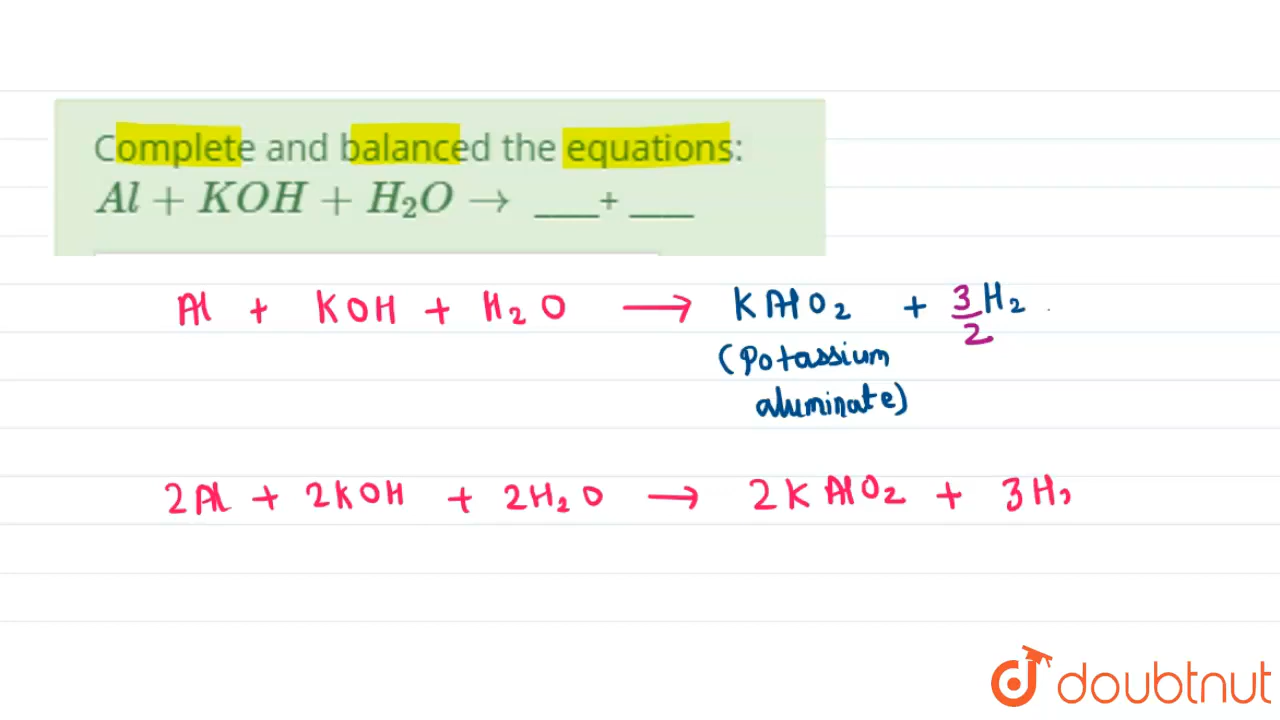 Complete and balanced the equations:
Al + KOH + H₂O → ___+ ___
Al + KOH + H₂O → KAlO₂ + 3/2 H₂
(Potassium
aluminate)
2Al + 2KOH + 2H₂O → 2KAlO₂ + 3H₂
doubtnut